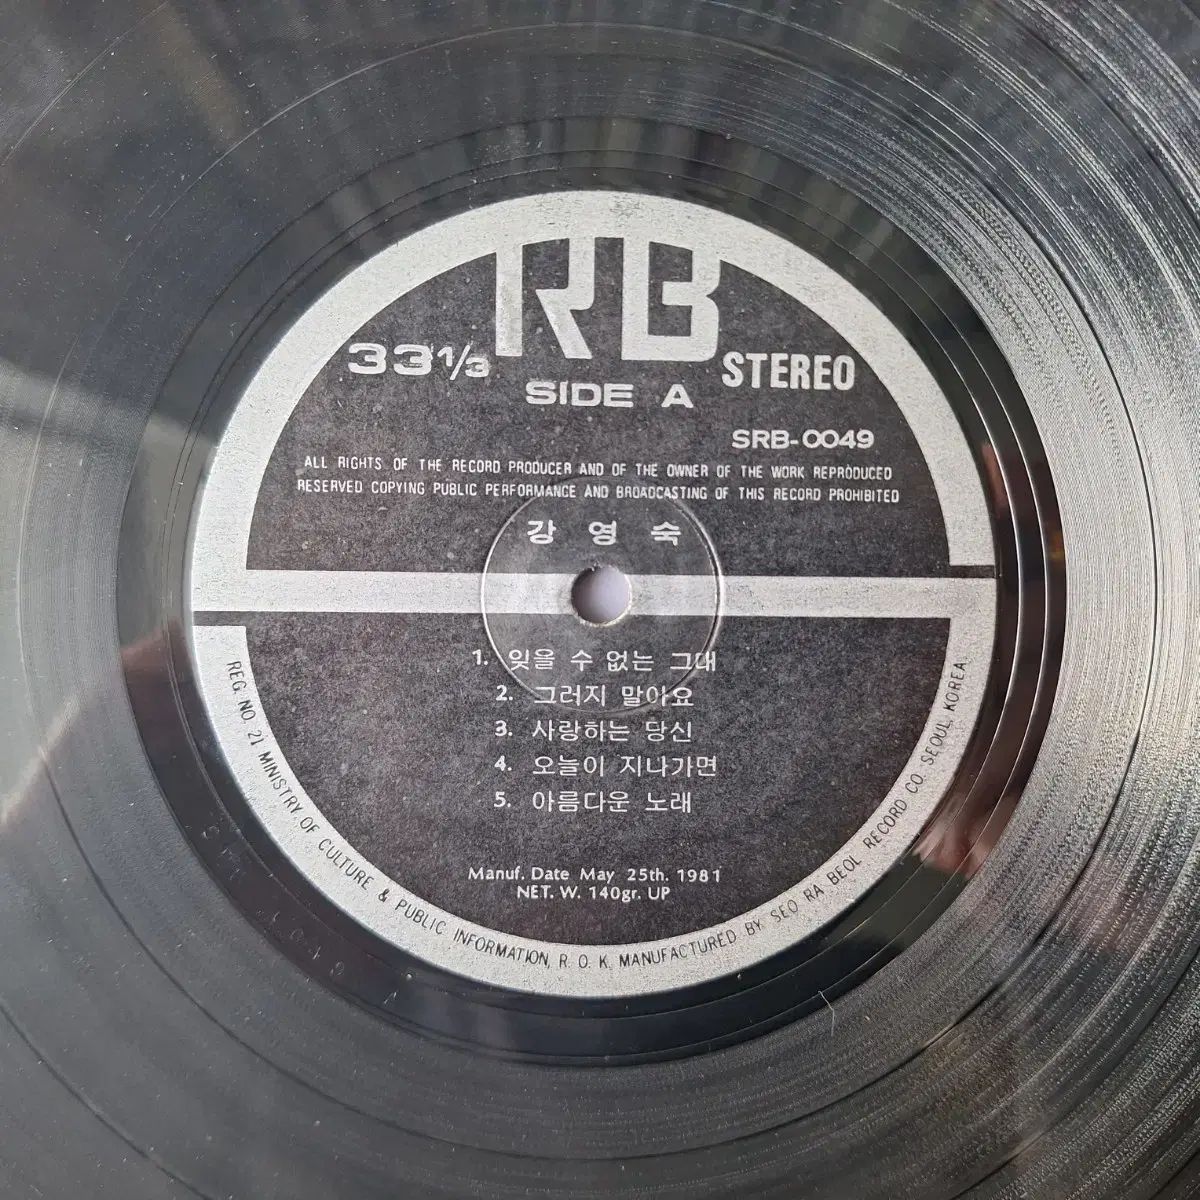 RB
33⅓
STEREO
SIDE A
SRB-0049
ALL RIGHTS OF THE RECORD PRODUCER AND OF THE OWNER OF THE WORK REPRODUCED
RESERVED COPYING PUBLIC PERFORMANCE AND BROADCASTING OF THIS RECORD PROHIBITED
강 영 숙
1. 잊을 수 없는 그대
2. 그러지 말아요
3. 사랑하는 당신
4. 오늘이 지나가면
5. 아름다운 노래
Manuf. Date May 25th. 1981
NET. W. 140gr. UP
REG. NO. 21 MINISTRY OF CULTURE & PUBLIC INFORMATION, R. O. K. MANUFACTURED BY SEO RA BEOL RECORD CO. SEOUL, KOREA